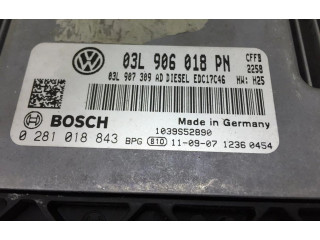 03L 906 018 PN CFFB
03L 907 309 AD DIESEL EDC17C46 2258
HW: H25
BOSCH Made in Germany
1039S52890
0 281 018 843 BPG 810 11-09-07 1236 0454